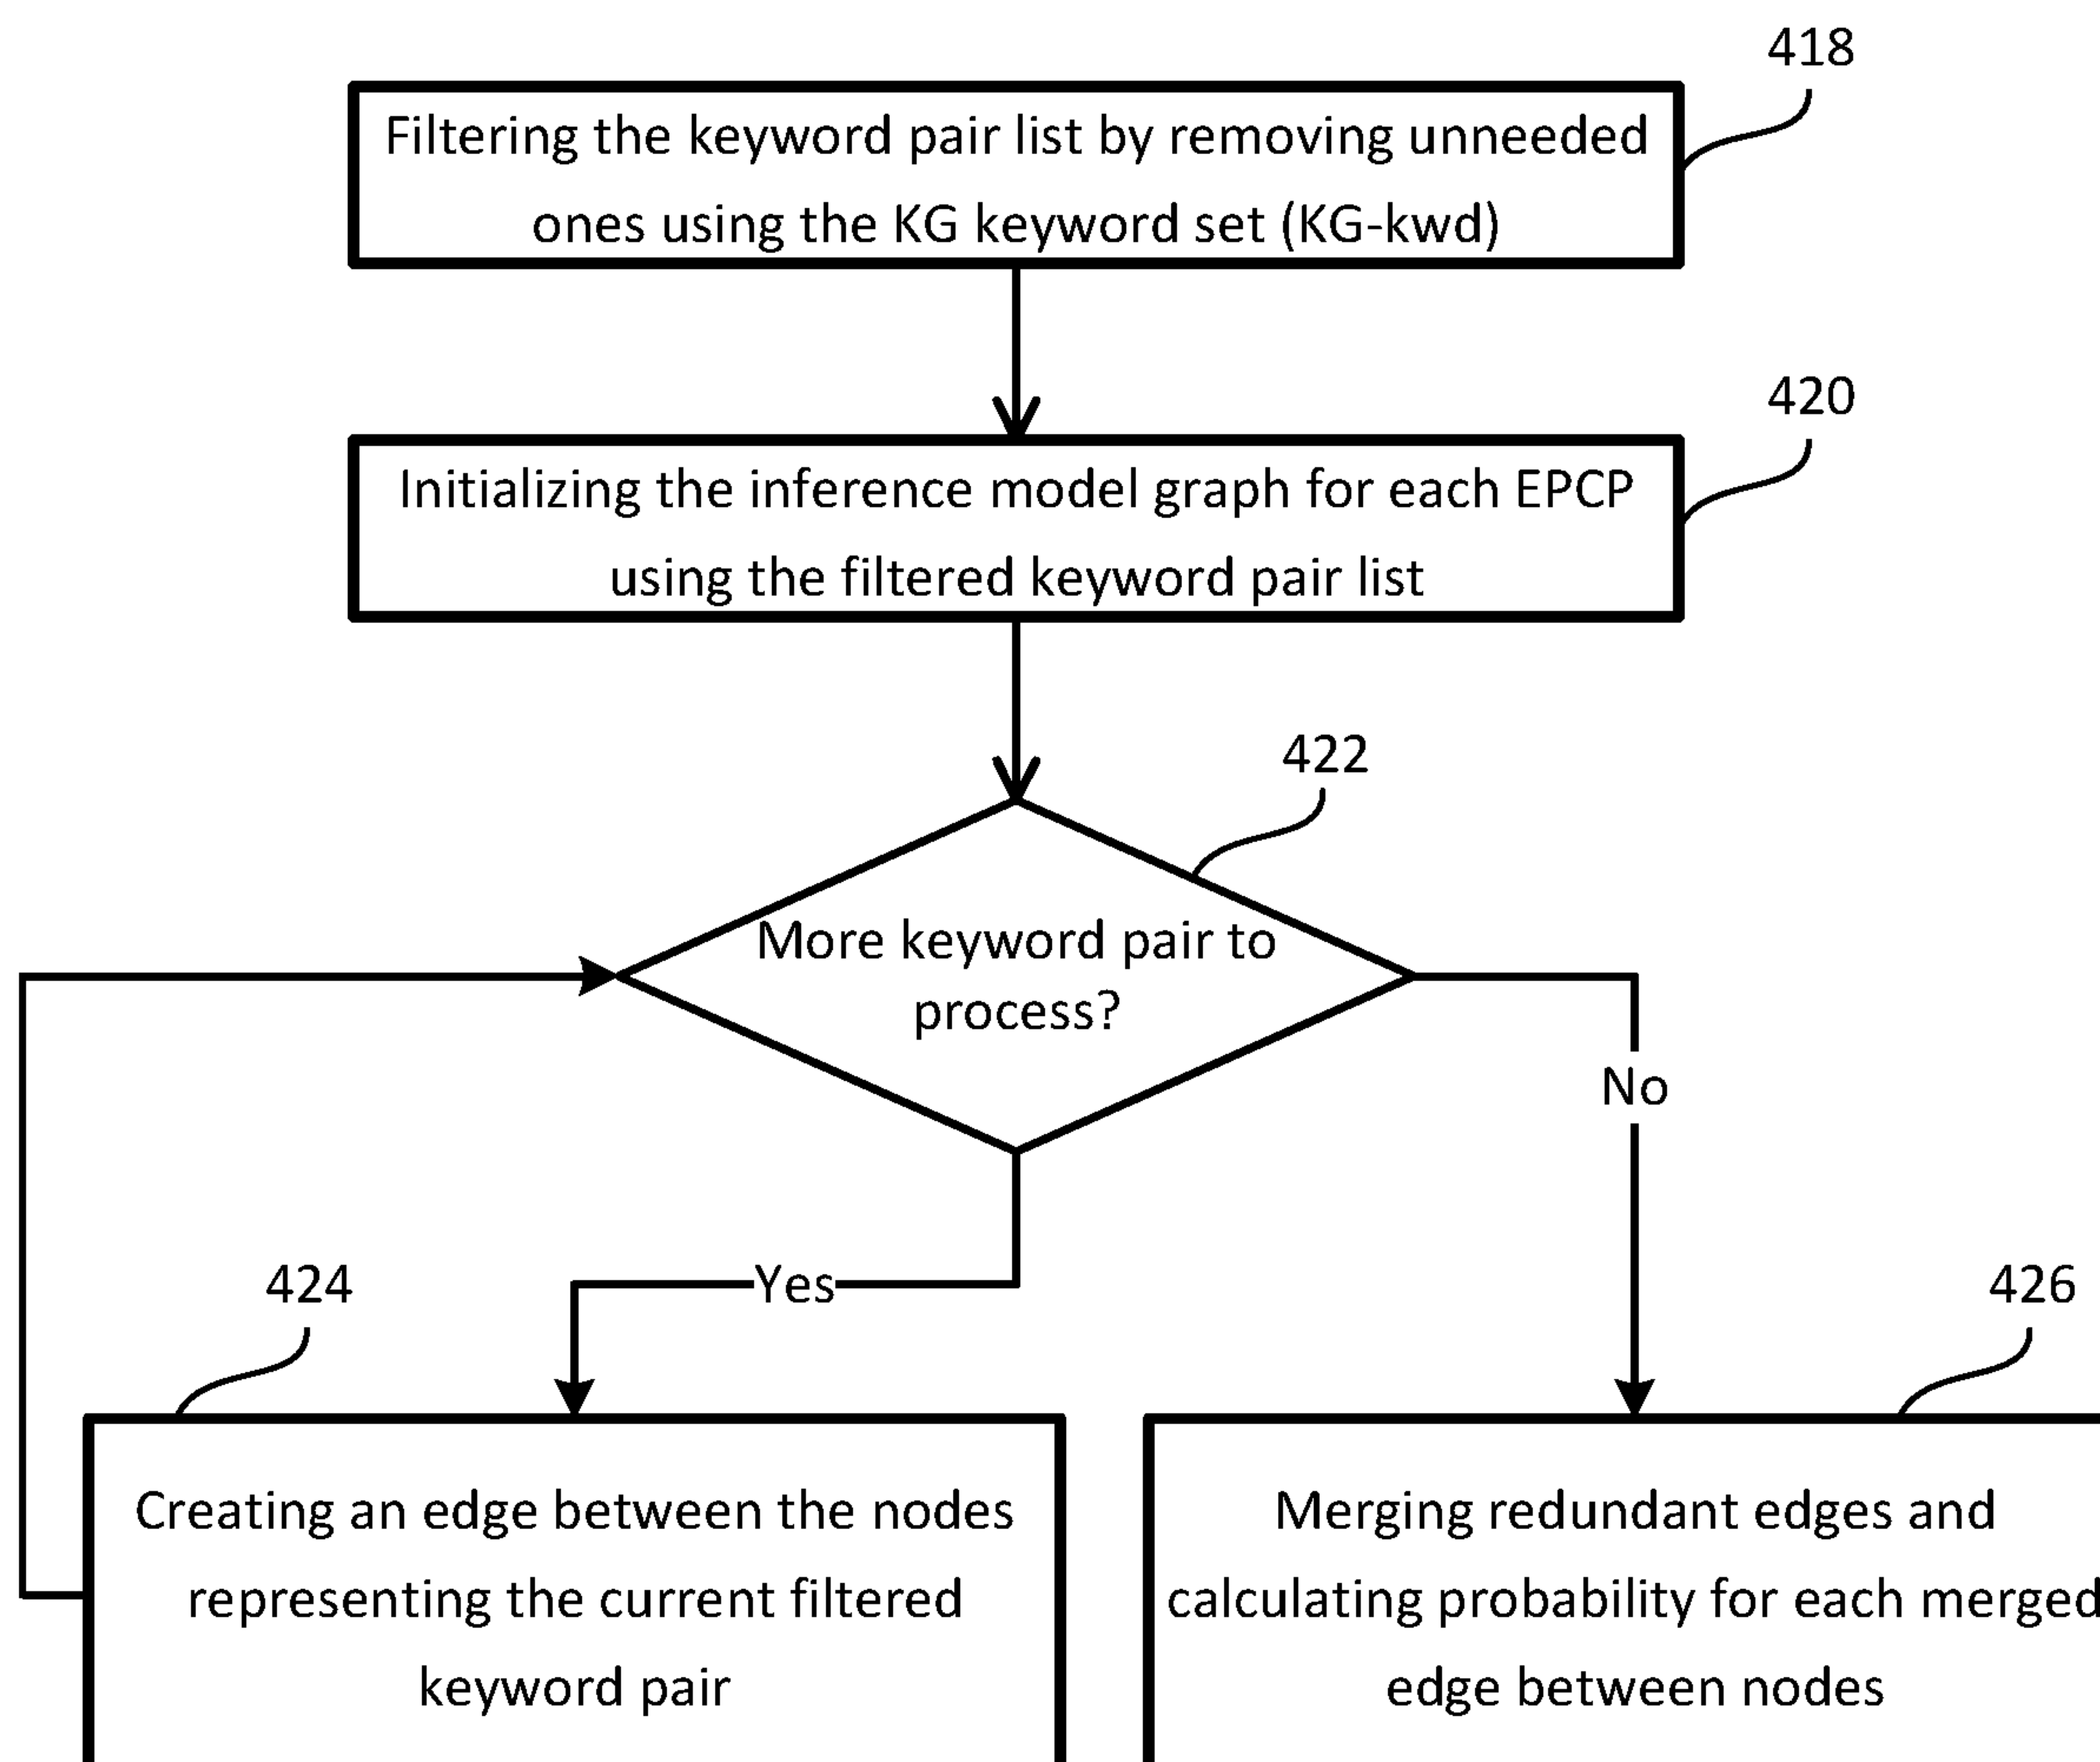 418
Filtering the keyword pair list by removing unneeded
ones using the KG keyword set (KG-kwd)
420
Initializing the inference model graph for each EPCP
using the filtered keyword pair list
422
More keyword pair to
process?
No
Yes
424
Creating an edge between the nodes
representing the current filtered
keyword pair
426
Merging redundant edges and
calculating probability for each merged
edge between nodes